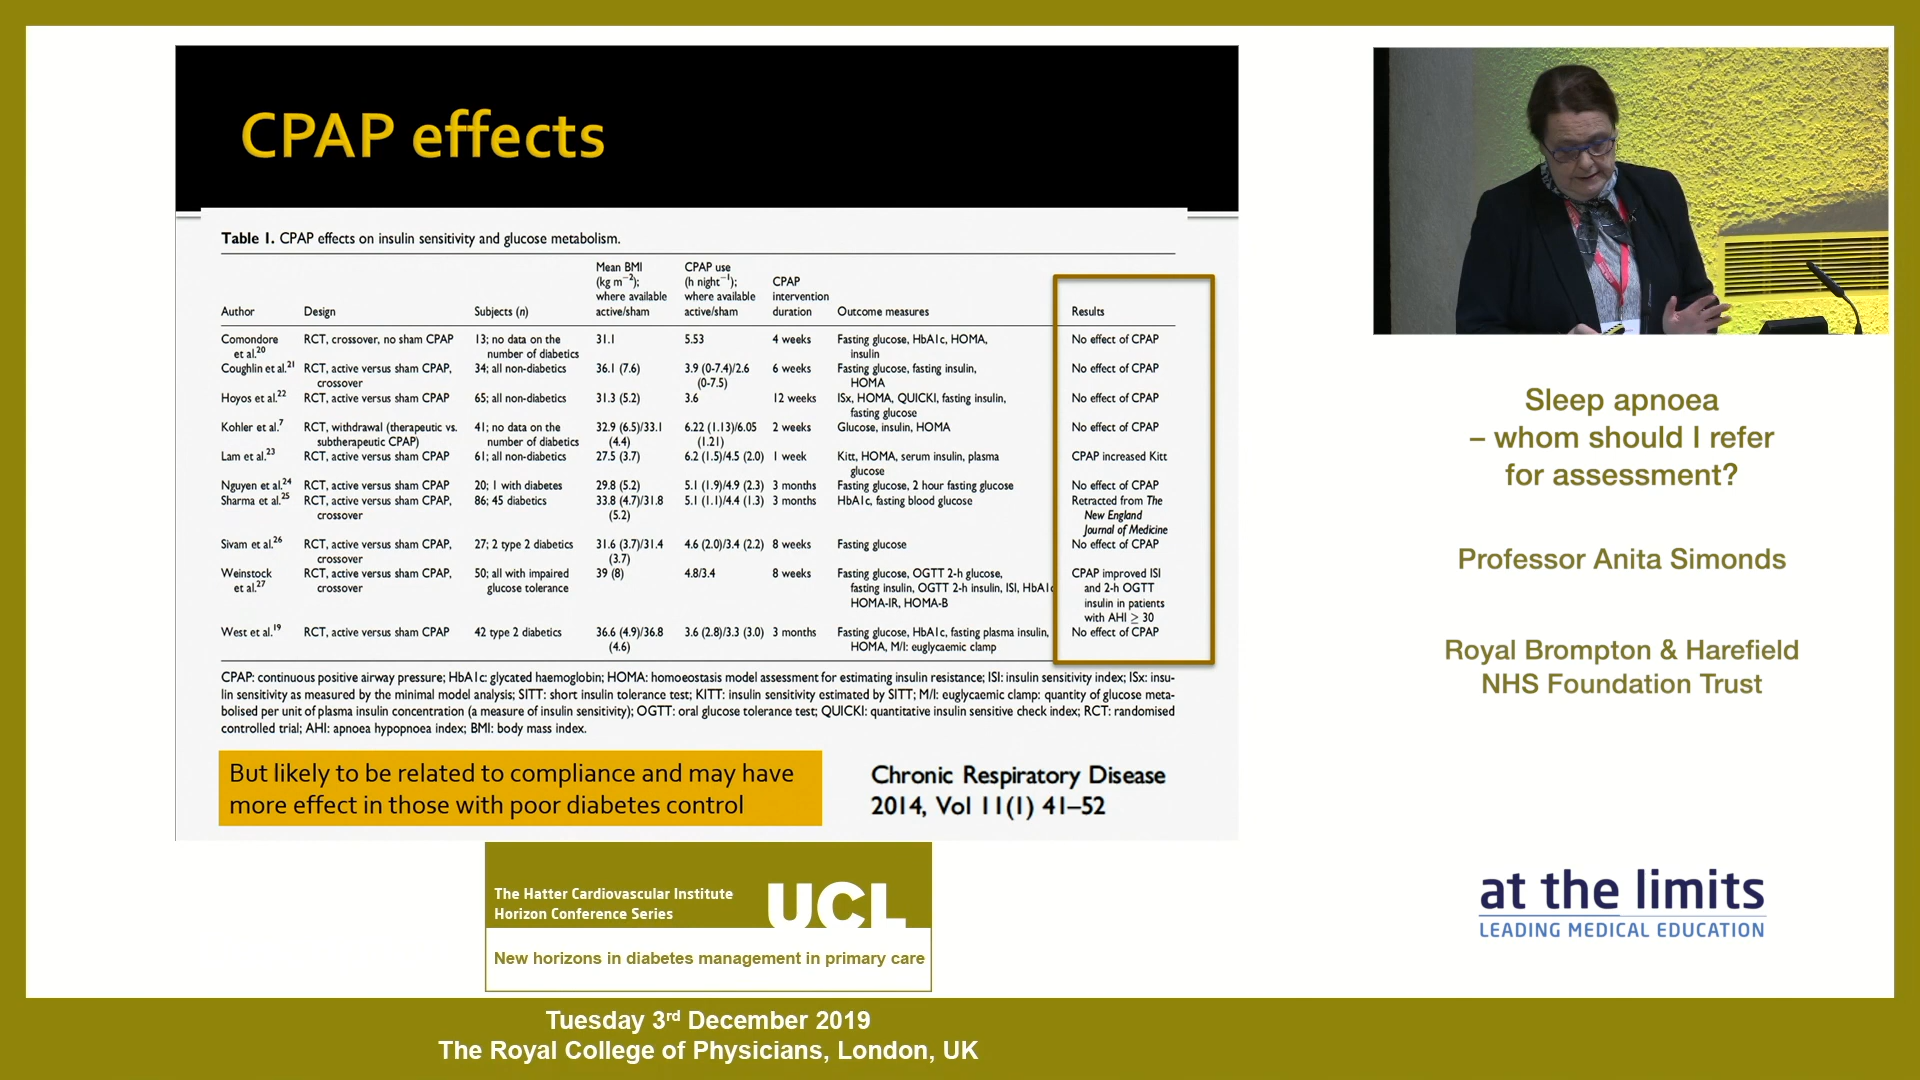 CPAP effects
Table 1. CPAP effects on insulin sensitivity and glucose metabolism.
Author Design Subjects (n) Mean BMI (kg m−2); where available active/sham CPAP use (h night−1); where available active/sham CPAP intervention duration Outcome measures Results
Comondore et al.20 RCT, crossover, no sham CPAP 13; no data on the number of diabetics 31.1 5.53 4 weeks Fasting glucose, HbA1c, HOMA, insulin No effect of CPAP
Coughlin et al.21 RCT, active versus sham CPAP, crossover 34; all non-diabetics 36.1 (7.6) 3.9 (0-7.4)/2.6 (0-7.5) 6 weeks Fasting glucose, fasting insulin, HOMA No effect of CPAP
Hoyos et al.22 RCT, active versus sham CPAP 65; all non-diabetics 31.3 (5.2) 3.6 12 weeks ISx, HOMA, QUICKI, fasting insulin, fasting glucose No effect of CPAP
Kohler et al.7 RCT, withdrawal (therapeutic vs. subtherapeutic CPAP) 41; no data on the number of diabetics 32.9 (6.5)/33.1 (4.4) 6.22 (1.13)/6.05 (1.21) 2 weeks Glucose, insulin, HOMA No effect of CPAP
Lam et al.23 RCT, active versus sham CPAP 61; all non-diabetics 27.5 (3.7) 6.2 (1.5)/4.5 (2.0) 1 week Kitt, HOMA, serum insulin, plasma glucose CPAP increased Kitt
Nguyen et al.24 RCT, active versus sham CPAP 20; 1 with diabetes 29.8 (5.2) 5.1 (1.9)/4.9 (2.3) 3 months Fasting glucose, 2 hour fasting glucose No effect of CPAP
Sharma et al.25 RCT, active versus sham CPAP, crossover 86; 45 diabetics 33.8 (4.7)/31.8 (5.2) 5.1 (1.1)/4.4 (1.3) 3 months HbA1c, fasting blood glucose Retracted from The New England Journal of Medicine
Sivam et al.26 RCT, active versus sham CPAP, crossover 27; 2 type 2 diabetics 31.6 (3.7)/31.4 (3.7) 4.6 (2.0)/3.4 (2.2) 8 weeks Fasting glucose No effect of CPAP
Weinstock et al.27 RCT, active versus sham CPAP, crossover 50; all with impaired glucose tolerance 39 (8) 4.8/3.4 8 weeks Fasting glucose, OGTT 2-h glucose, fasting insulin, OGTT 2-h insulin, ISI, HbA1c HOMA-IR, HOMA-B CPAP improved ISI and 2-h OGTT insulin in patients with AHI ≥ 30
West et al.19 RCT, active versus sham CPAP 42 type 2 diabetics 36.6 (4.9)/36.8 (4.6) 3.6 (2.8)/3.3 (3.0) 3 months Fasting glucose, HbA1c, fasting plasma insulin, HOMA, M/I: euglycaemic clamp No effect of CPAP
CPAP: continuous positive airway pressure; HbA1c: glycated haemoglobin; HOMA: homoeostasis model assessment for estimating insulin resistance; ISI: insulin sensitivity index; ISx: insu-
lin sensitivity as measured by the minimal model analysis; SITT: short insulin tolerance test; KITT: insulin sensitivity estimated by SITT; M/I: euglycaemic clamp: quantity of glucose meta-
bolised per unit of plasma insulin concentration (a measure of insulin sensitivity); OGTT: oral glucose tolerance test; QUICKI: quantitative insulin sensitive check index; RCT: randomised
controlled trial; AHI: apnoea hypopnoea index; BMI: body mass index.
But likely to be related to compliance and may have
more effect in those with poor diabetes control
Chronic Respiratory Disease
2014, Vol 11(1) 41–52
Sleep apnoea
– whom should I refer
for assessment?
Professor Anita Simonds
Royal Brompton & Harefield
NHS Foundation Trust
at the limits
LEADING MEDICAL EDUCATION
The Hatter Cardiovascular Institute
Horizon Conference Series
UCL
New horizons in diabetes management in primary care
Tuesday 3rd December 2019
The Royal College of Physicians, London, UK